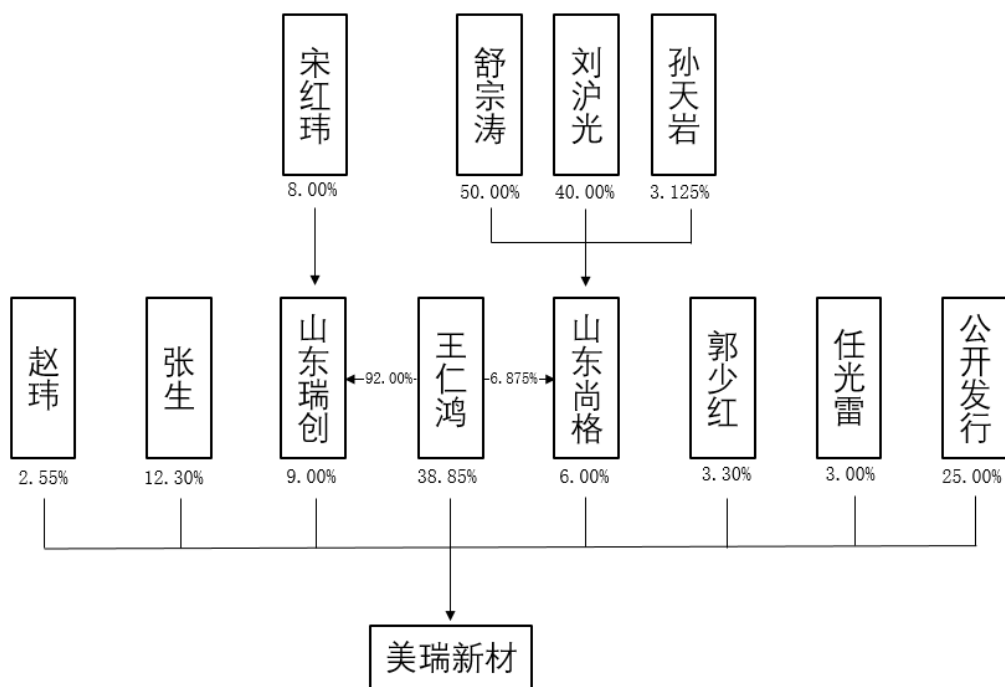 宋红玮
舒宗涛
刘沪光
孙天岩
8.00%
50.00%
40.00%
3.125%
赵玮
张生
山东瑞创
92.00%
王仁鸿
6.875%
山东尚格
郭少红
任光雷
公开发行
2.55%
12.30%
9.00%
38.85%
6.00%
3.30%
3.00%
25.00%
美瑞新材